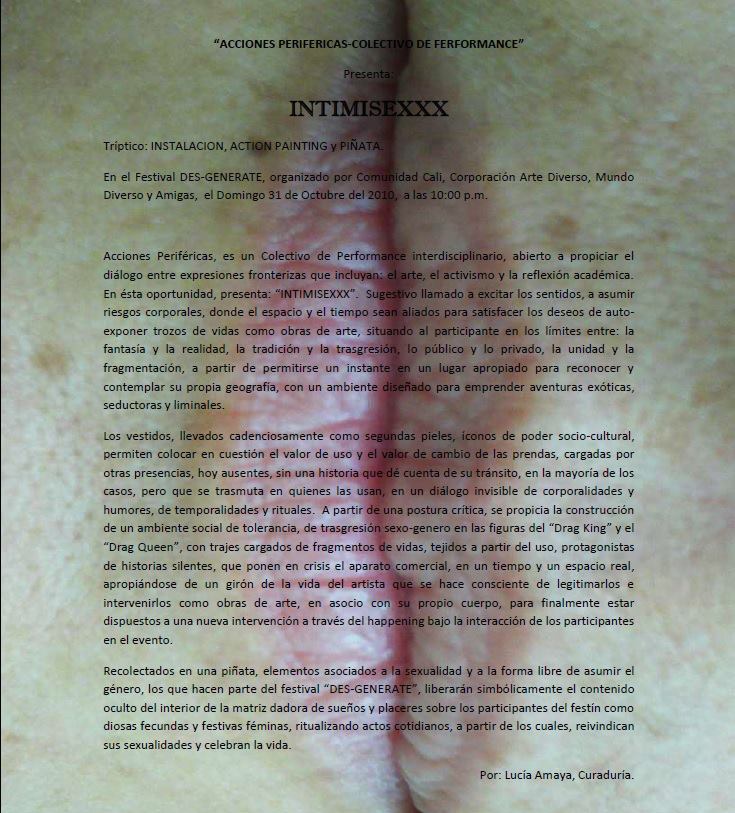 “ACCIONES PERIFERICAS-COLECTIVO DE FERFORMANCE”
Presenta:
INTIMISEXXX
Tríptico: INSTALACION, ACTION PAINTING y PIÑATA.
En el Festival DES-GENERATE, organizado por Comunidad Cali, Corporación Arte Diverso, Mundo
Diverso y Amigas,  el Domingo 31 de Octubre del 2010,  a las 10:00 p.m.
Acciones Periféricas, es un Colectivo de Performance interdisciplinario, abierto a propiciar el
diálogo entre expresiones fronterizas que incluyan: el arte, el activismo y la reflexión académica.
En ésta oportunidad, presenta: “INTIMISEXXX”.  Sugestivo llamado a excitar los sentidos, a asumir
riesgos corporales, donde el espacio y el tiempo sean aliados para satisfacer los deseos de auto-
exponer trozos de vidas como obras de arte, situando al participante en los límites entre: la
fantasía y la realidad, la tradición y la trasgresión, lo público y lo privado, la unidad y la
fragmentación, a partir de permitirse un instante en un lugar apropiado para reconocer y
contemplar su propia geografía, con un ambiente diseñado para emprender aventuras exóticas,
seductoras y liminales.
Los vestidos, llevados cadenciosamente como segundas pieles, íconos de poder socio-cultural,
permiten colocar en cuestión el valor de uso y el valor de cambio de las prendas, cargadas por
otras presencias, hoy ausentes, sin una historia que dé cuenta de su tránsito, en la mayoría de los
casos, pero que se trasmuta en quienes las usan, en un diálogo invisible de corporalidades y
humores, de temporalidades y rituales.  A partir de una postura crítica, se propicia la construcción
de un ambiente social de tolerancia, de trasgresión sexo-genero en las figuras del “Drag King” y el
“Drag Queen”, con trajes cargados de fragmentos de vidas, tejidos a partir del uso, protagonistas
de historias silentes, que ponen en crisis el aparato comercial, en un tiempo y un espacio real,
apropiándose de un girón de la vida del artista que se hace consciente de legitimarlos e
intervenirlos como obras de arte, en asocio con su propio cuerpo, para finalmente estar
dispuestos a una nueva intervención a través del happening bajo la interacción de los participantes
en el evento.
Recolectados en una piñata, elementos asociados a la sexualidad y a la forma libre de asumir el
género, los que hacen parte del festival “DES-GENERATE”, liberarán simbólicamente el contenido
oculto del interior de la matriz dadora de sueños y placeres sobre los participantes del festín como
diosas fecundas y festivas féminas, ritualizando actos cotidianos, a partir de los cuales, reivindican
sus sexualidades y celebran la vida.
Por: Lucía Amaya, Curaduría.